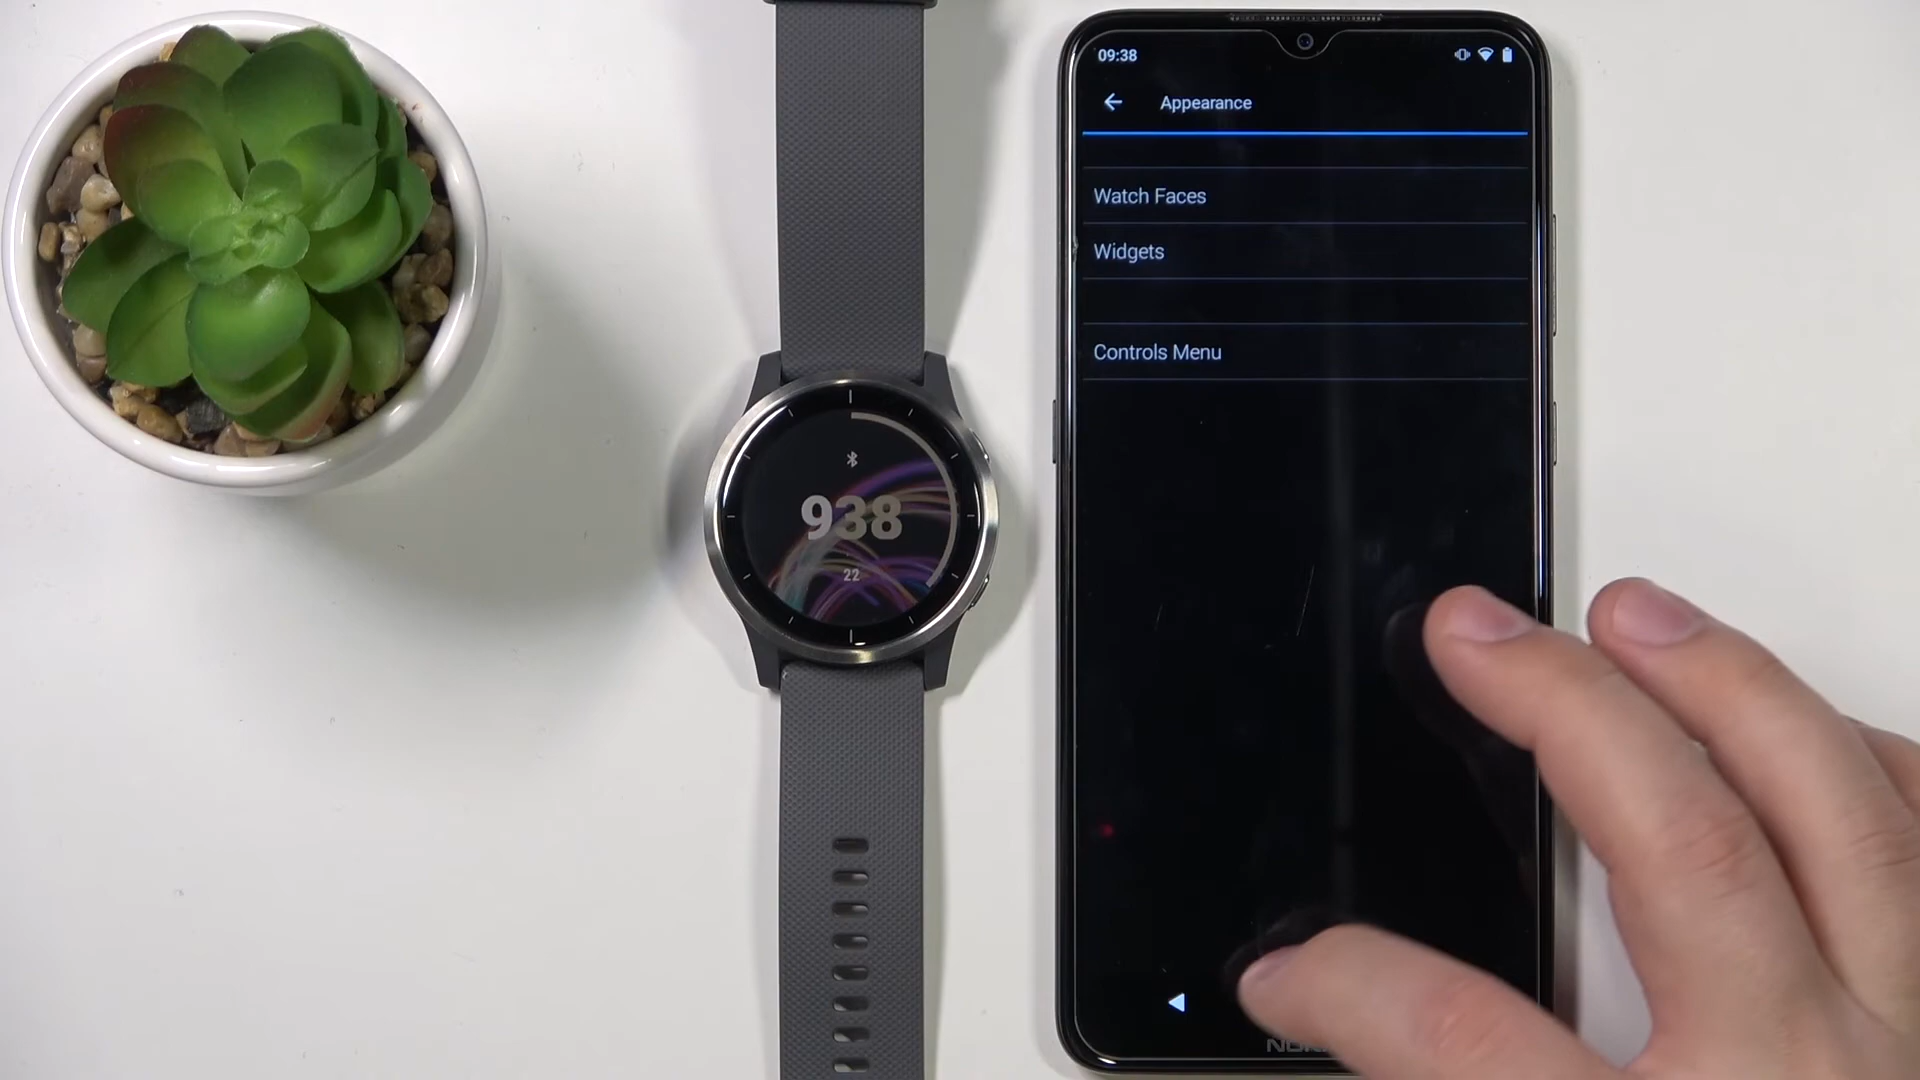 09:38
Appearance
Watch Faces
Widgets
Controls Menu
938
22